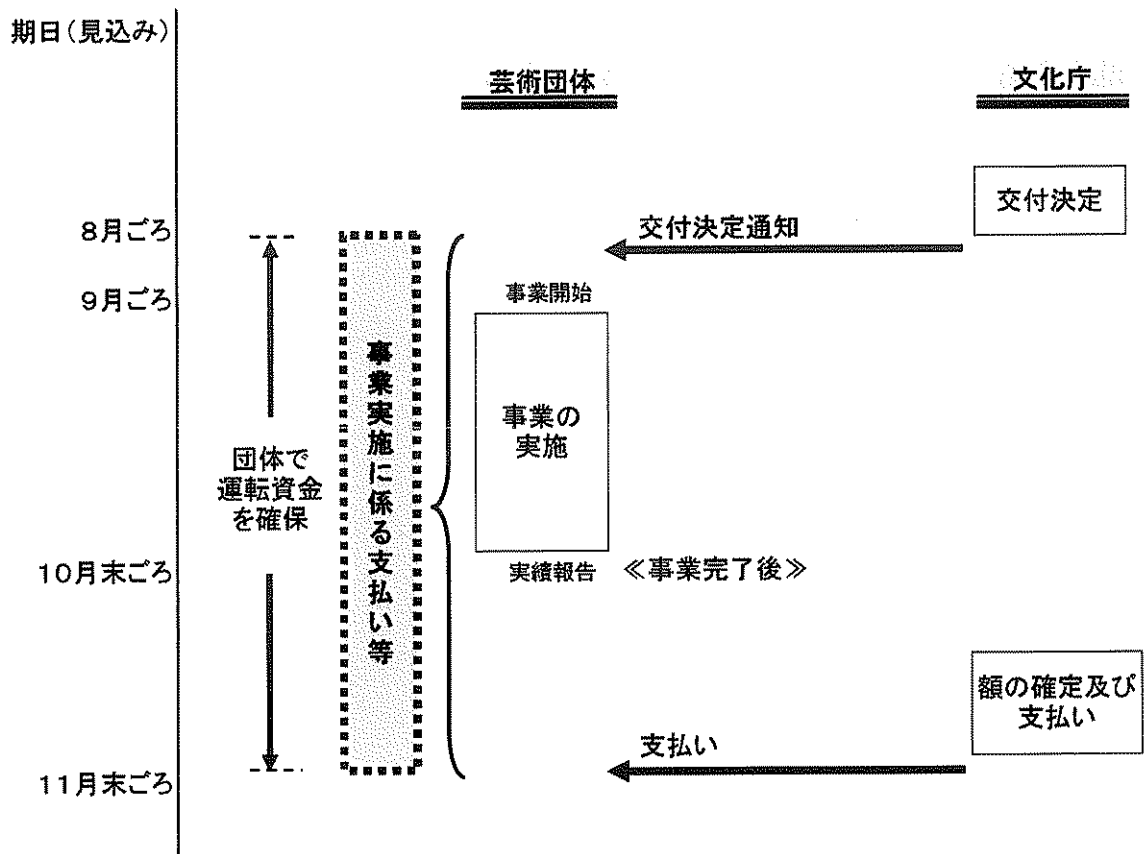 期日（見込み）
芸術団体
文化庁
交付決定
8月ごろ
交付決定通知
9月ごろ
事業開始
事業の
実施
事業実施に係る支払い等
団体で
運転資金
を確保
10月末ごろ
実績報告
≪事業完了後≫
額の確定及び
支払い
支払い
11月末ごろ